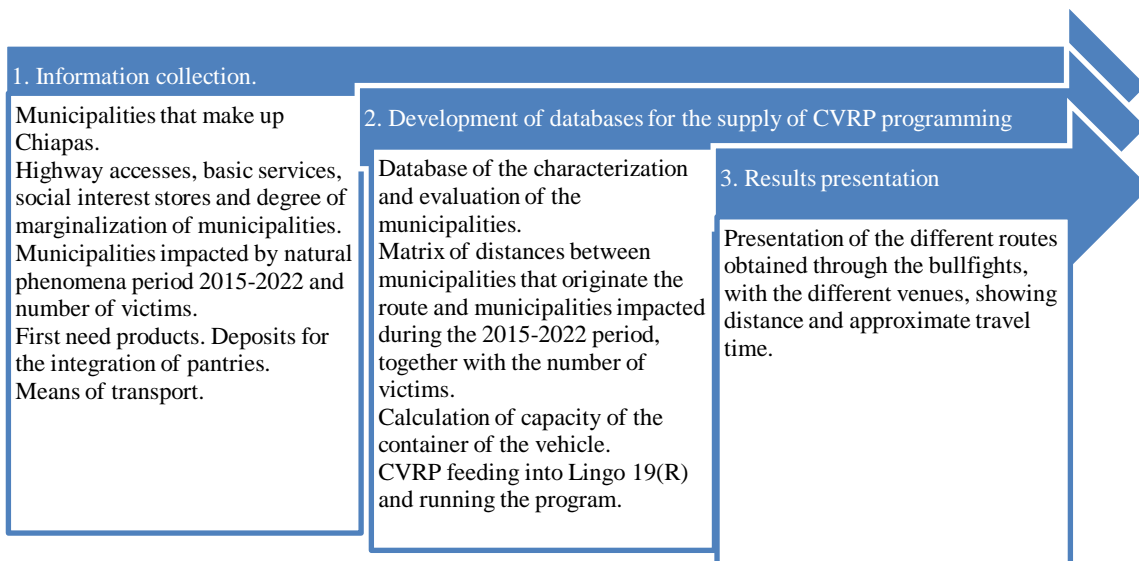 1. Information collection.
Municipalities that make up
Chiapas.
Highway accesses, basic services,
social interest stores and degree of
marginalization of municipalities.
Municipalities impacted by natural
phenomena period 2015-2022 and
number of victims.
First need products. Deposits for
the integration of pantries.
Means of transport.
2. Development of databases for the supply of CVRP programming
Database of the characterization
and evaluation of the
municipalities.
Matrix of distances between
municipalities that originate the
route and municipalities impacted
during the 2015-2022 period,
together with the number of
victims.
Calculation of capacity of the
container of the vehicle.
CVRP feeding into Lingo 19(R)
and running the program.
3. Results presentation
Presentation of the different routes
obtained through the bullfights,
with the different venues, showing
distance and approximate travel
time.